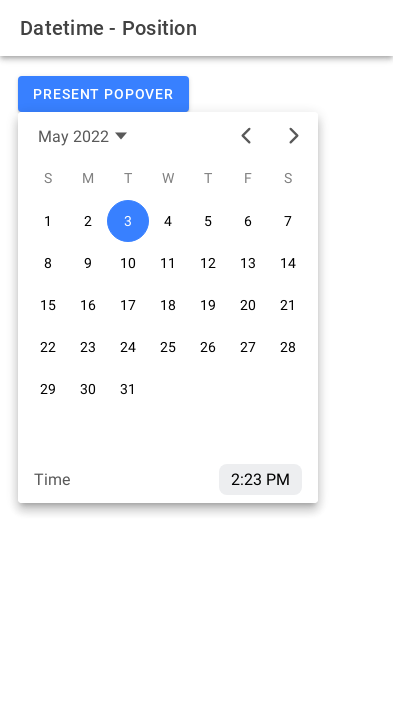 Datetime - Position
PRESENT POPOVER
May 2022
S M T W T F S
1 2 3 4 5 6 7
8 9 10 11 12 13 14
15 16 17 18 19 20 21
22 23 24 25 26 27 28
29 30 31
Time 2:23 PM